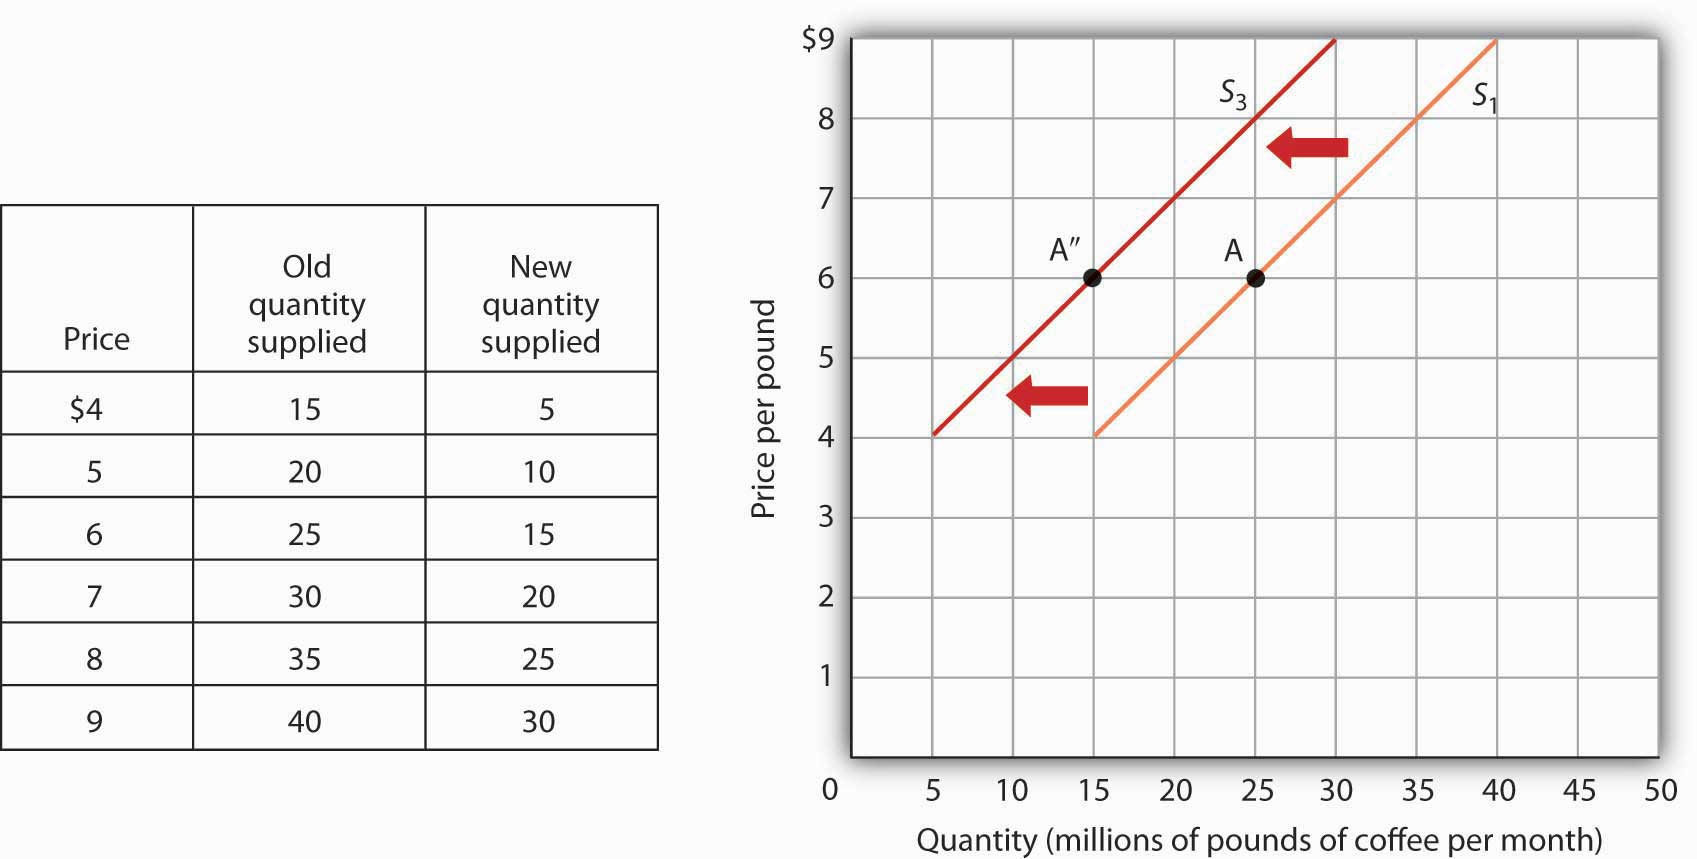 Price
Old
quantity
supplied
New
quantity
supplied
$4 15 5
5 20 10
6 25 15
7 30 20
8 35 25
9 40 30
Price per pound
$9
8
7
6
5
4
3
2
1
S3
S1
A″
A
0 5 10 15 20 25 30 35 40 45 50
Quantity (millions of pounds of coffee per month)